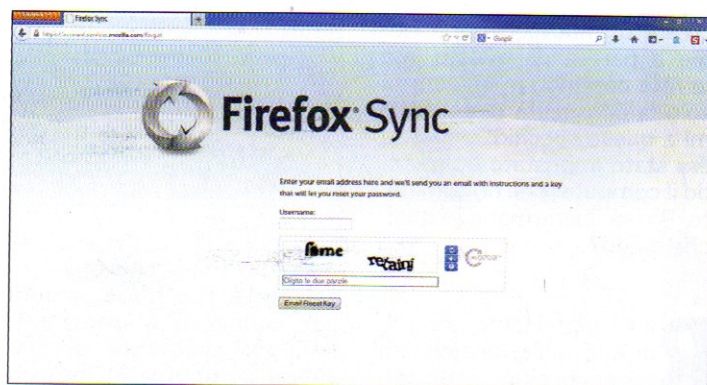 Firefox Sync
Google
Firefox® Sync
Enter your email address here and we'll send you an email with instructions and a key
that will let you reset your password.
Username:
Digita le due parole
Email Reset Key